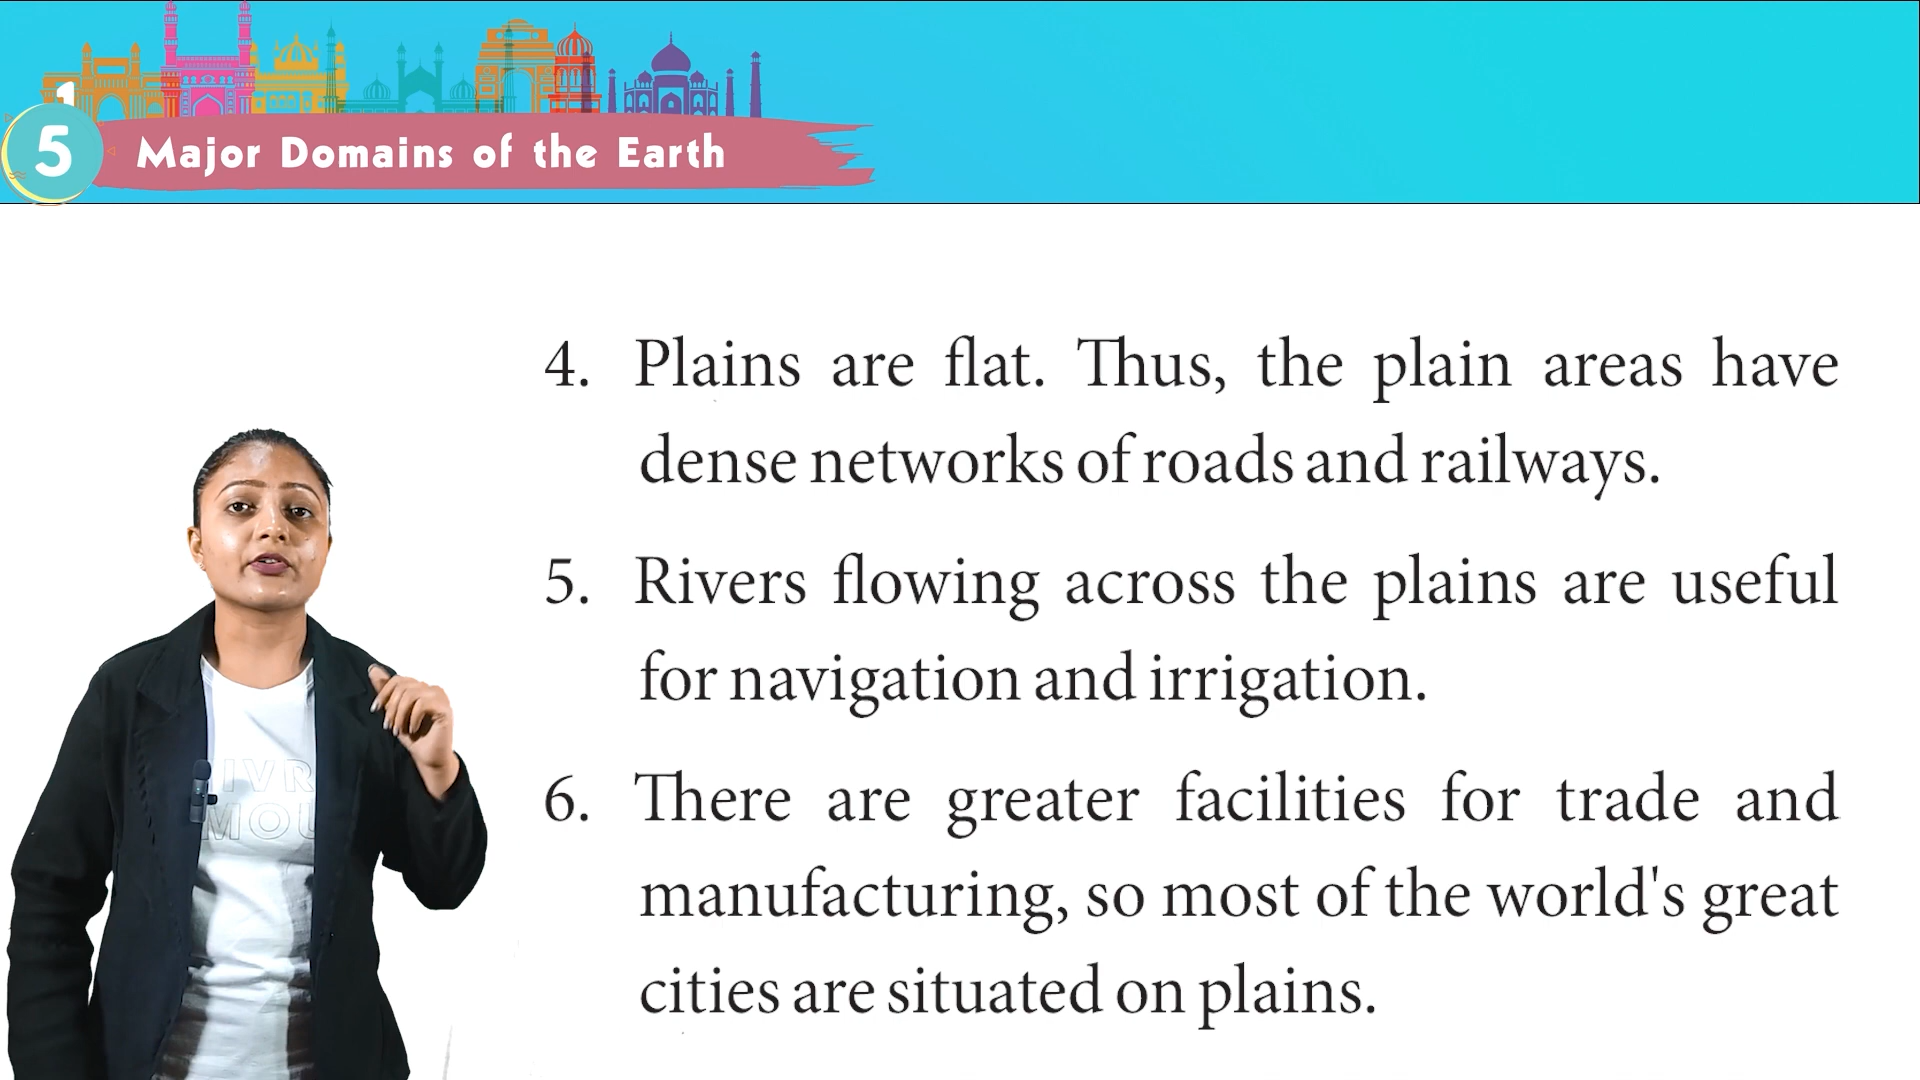 5
Major Domains of the Earth
4. Plains are flat. Thus, the plain areas have
dense networks of roads and railways.
5. Rivers flowing across the plains are useful
for navigation and irrigation.
6. There are greater facilities for trade and
manufacturing, so most of the world's great
cities are situated on plains.